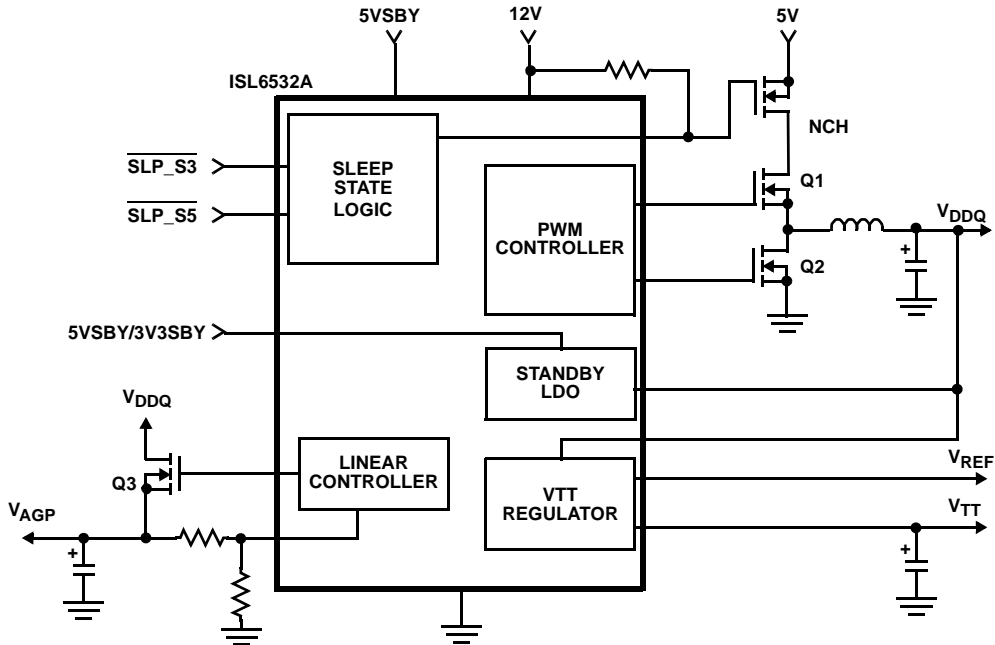 5VSBY
12V
5V
ISL6532A
NCH
SLP_S3
SLEEP
STATE
LOGIC
SLP_S5
Q1
PWM
CONTROLLER
VDDQ
+
Q2
5VSBY/3V3SBY
STANDBY
LDO
VDDQ
LINEAR
CONTROLLER
Q3
VREF
VTT
REGULATOR
VAGP
VTT
+
+